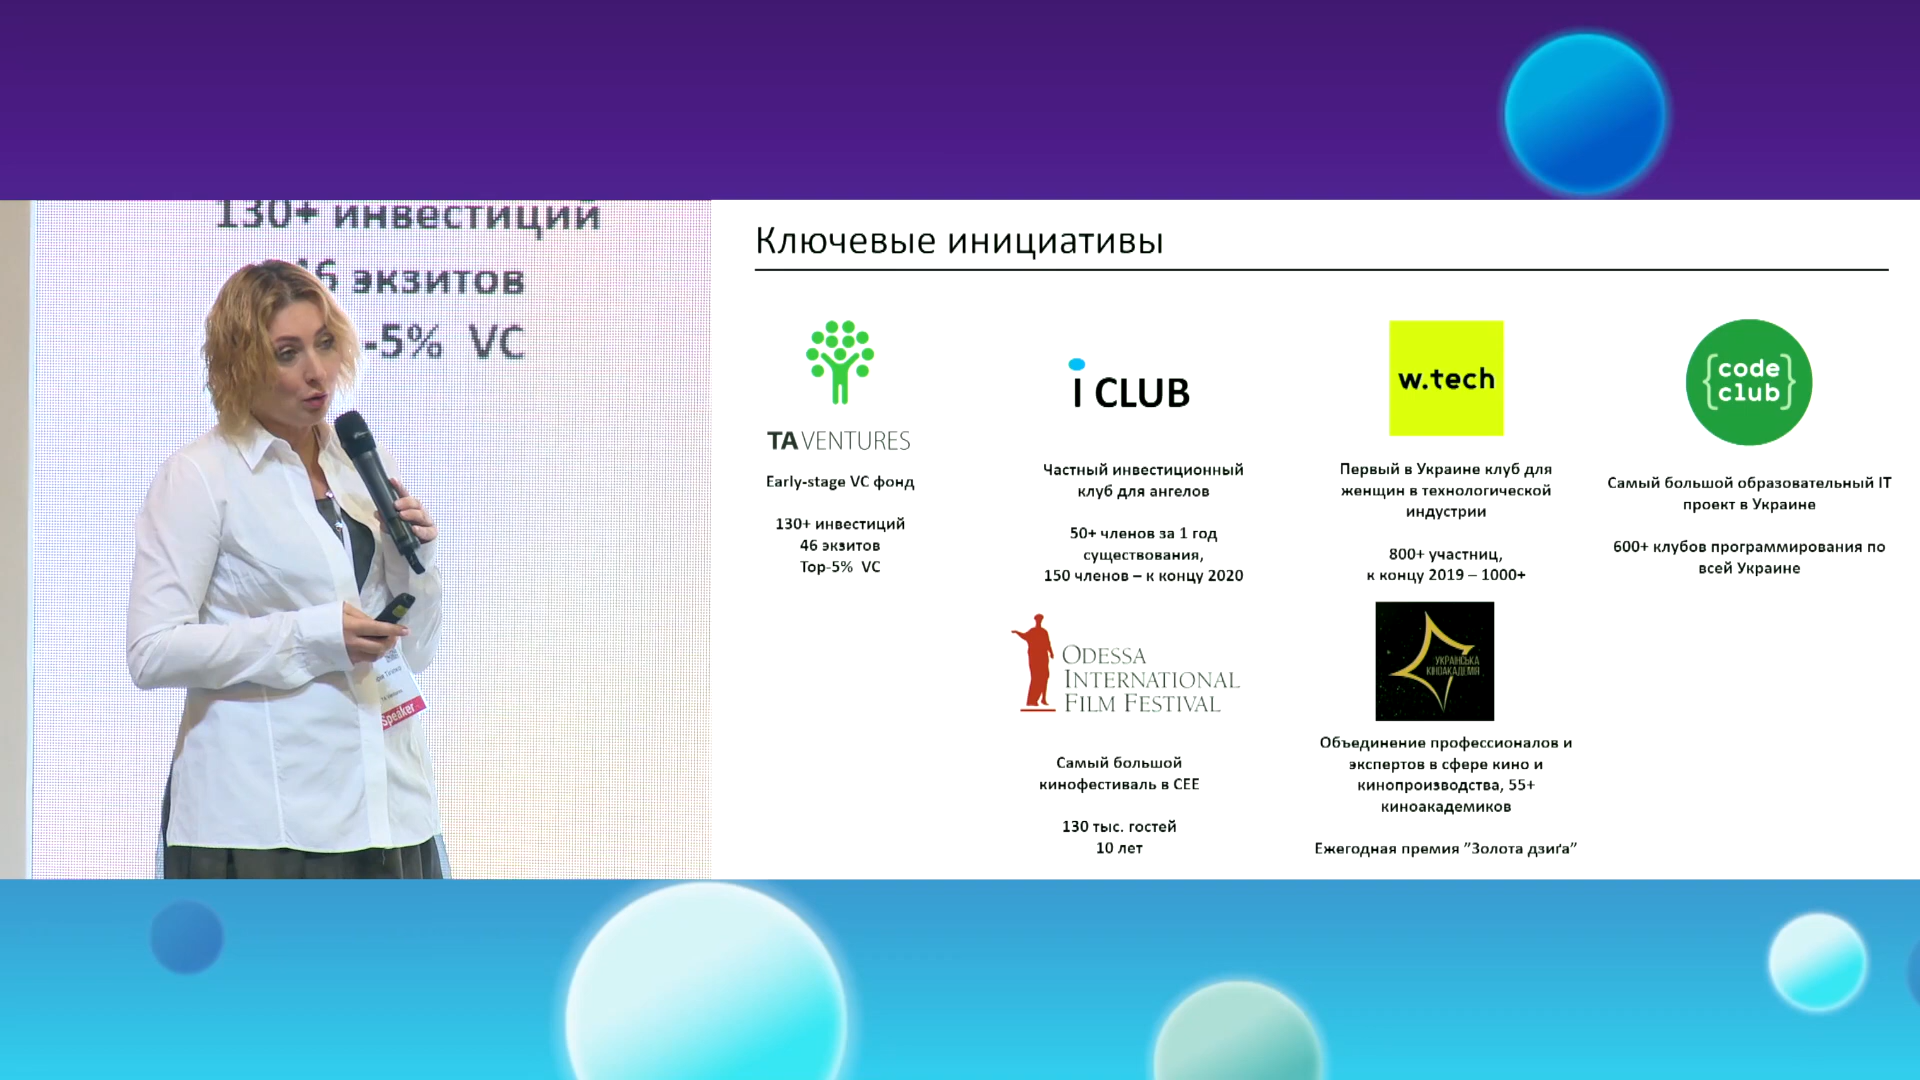 130+ инвестиций
46 экзитов
-5% VC
Speaker
Ключевые инициативы
TA VENTURES
Early-stage VC фонд
130+ инвестиций
46 экзитов
Top-5% VC
i CLUB
Частный инвестиционный
клуб для ангелов
50+ членов за 1 год
существования,
150 членов – к концу 2020
w.tech
Первый в Украине клуб для
женщин в технологической
индустрии
800+ участниц,
к концу 2019 – 1000+
{code
club}
Самый большой образовательный IT
проект в Украине
600+ клубов программирования по
всей Украине
ODESSA
INTERNATIONAL
FILM FESTIVAL
Самый большой
кинофестиваль в СЕЕ
130 тыс. гостей
10 лет
УКРАЇНСЬКА
КІНОАКАДЕМІЯ
Объединение профессионалов и
экспертов в сфере кино и
кинопроизводства, 55+
киноакадемиков
Ежегодная премия ”Золота дзиґа”